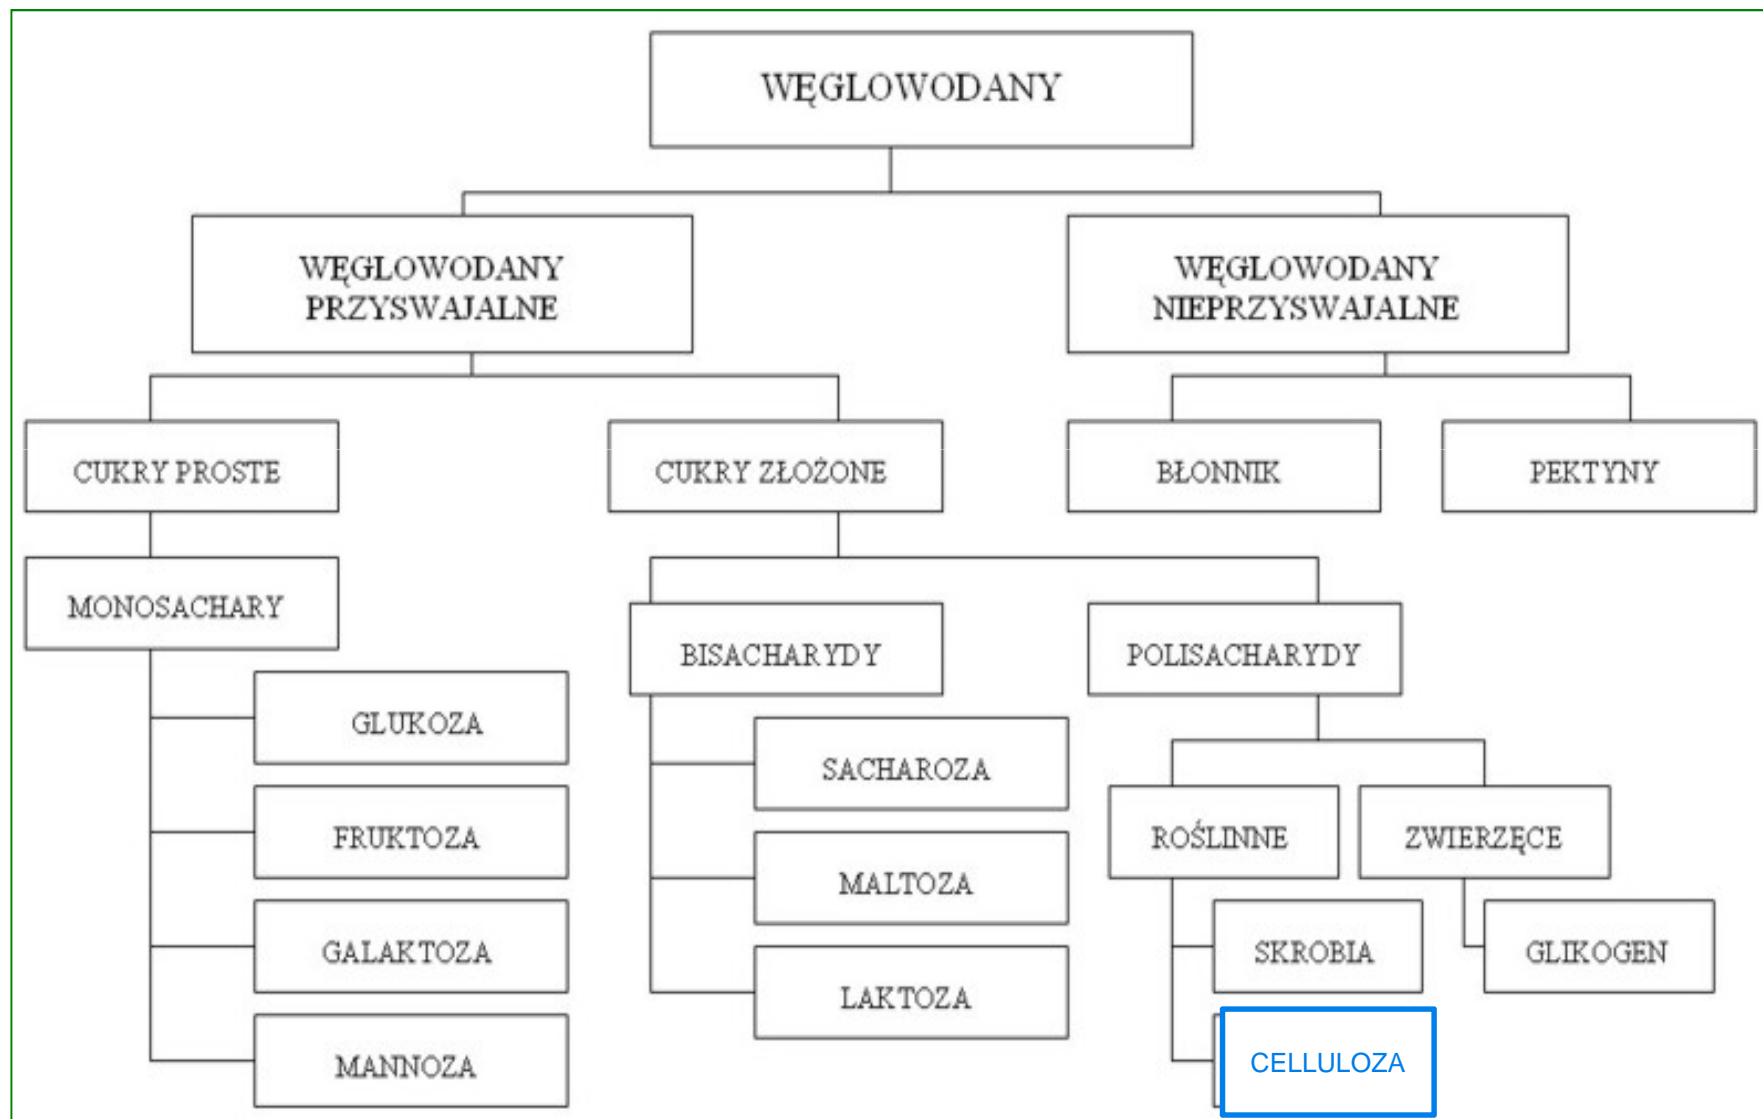 WĘGLOWODANY
WĘGLOWODANY
PRZYSWAJALNE
WĘGLOWODANY
NIEPRZYSWAJALNE
CUKRY PROSTE
CUKRY ZŁOŻONE
BŁONNIK
PEKTYNY
MONOSACHARY
BISACHARYDY
POLISACHARYDY
GLUKOZA
FRUKTOZA
GALAKTOZA
MANNOZA
SACHAROZA
MALTOZA
LAKTOZA
ROŚLINNE
ZWIERZĘCE
SKROBIA
GLIKOGEN
CELLULOZA